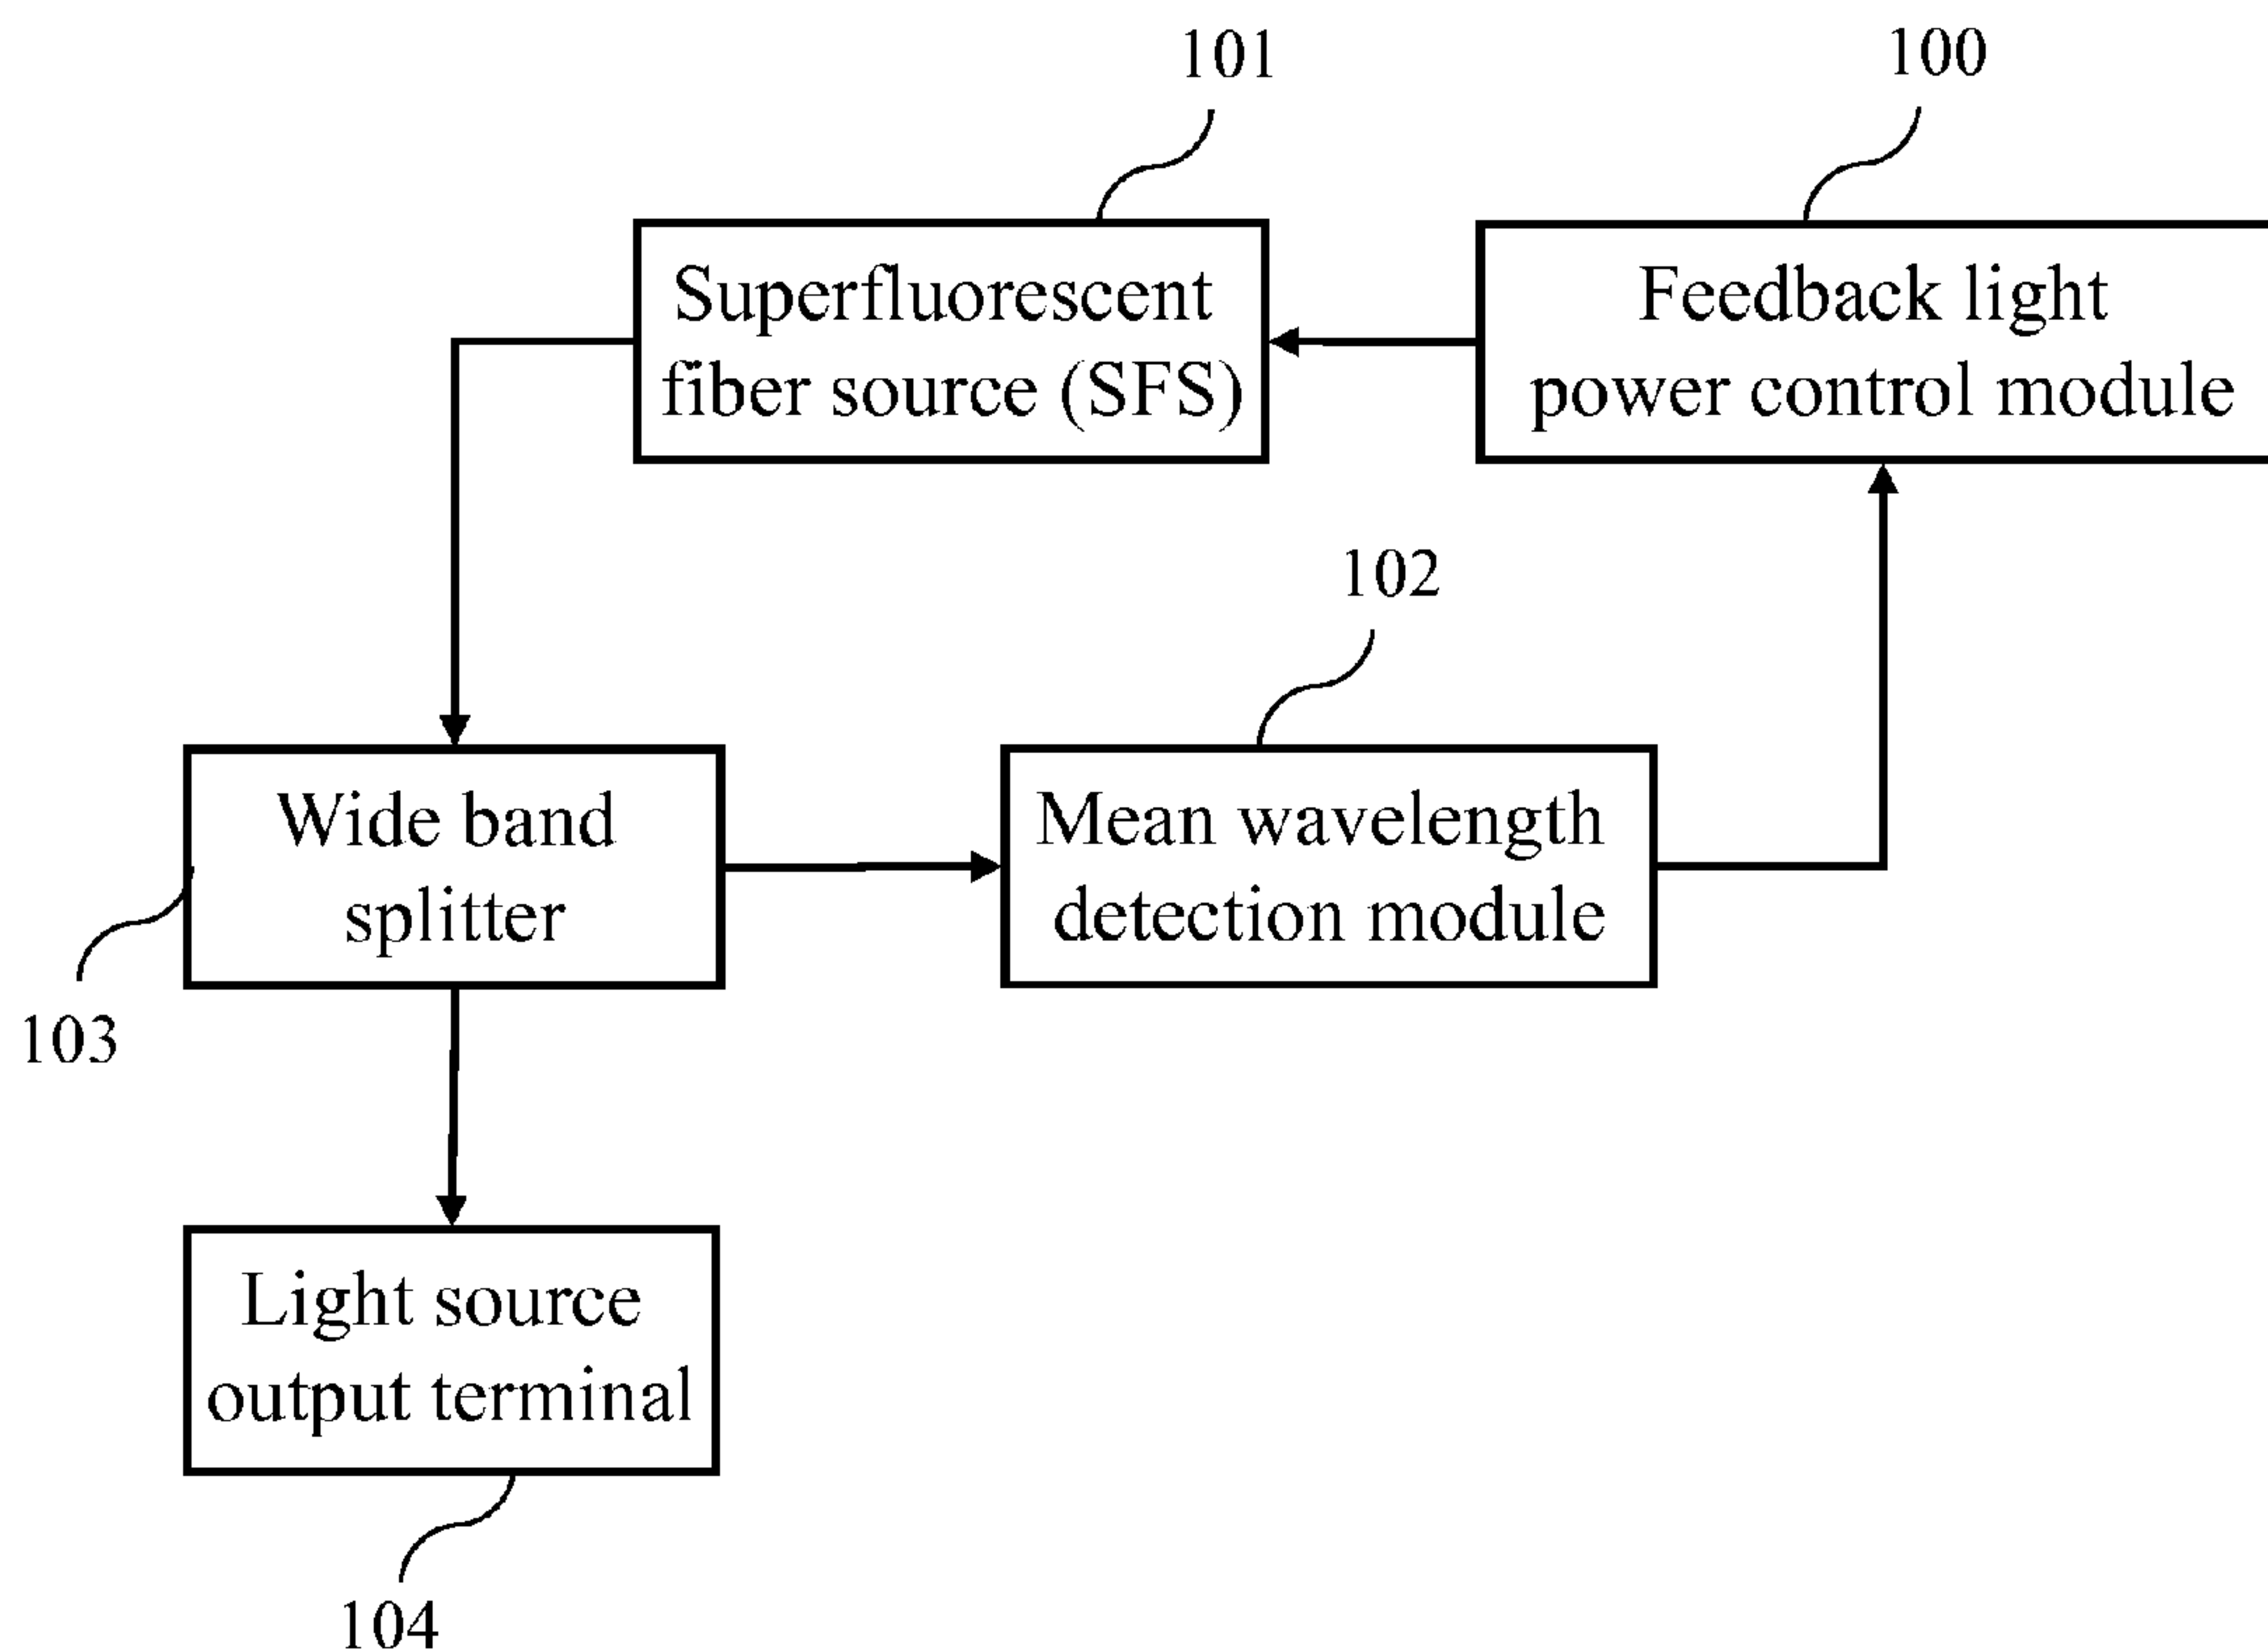 101
100
Superfluorescent
fiber source (SFS)
Feedback light
power control module
102
Wide band
splitter
Mean wavelength
detection module
103
Light source
output terminal
104